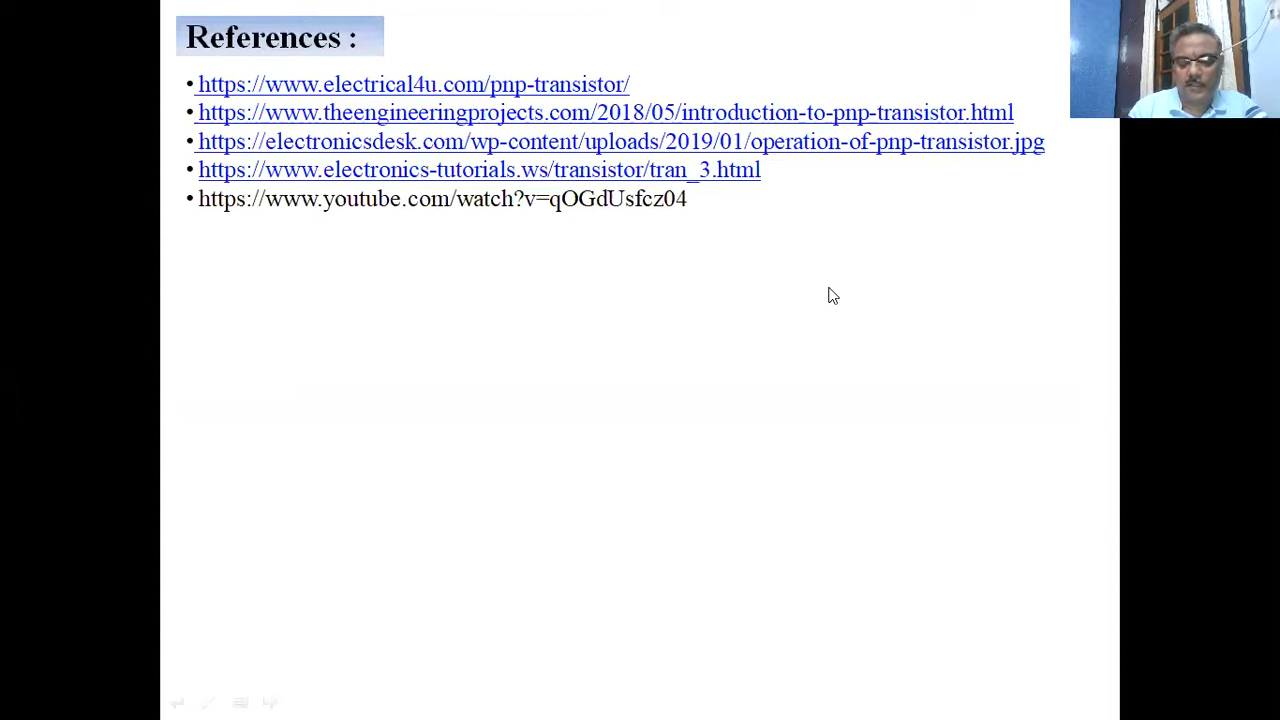 References :
• https://www.electrical4u.com/pnp-transistor/
• https://www.theengineeringprojects.com/2018/05/introduction-to-pnp-transistor.html
• https://electronicsdesk.com/wp-content/uploads/2019/01/operation-of-pnp-transistor.jpg
• https://www.electronics-tutorials.ws/transistor/tran_3.html
• https://www.youtube.com/watch?v=qOGdUsfcz04